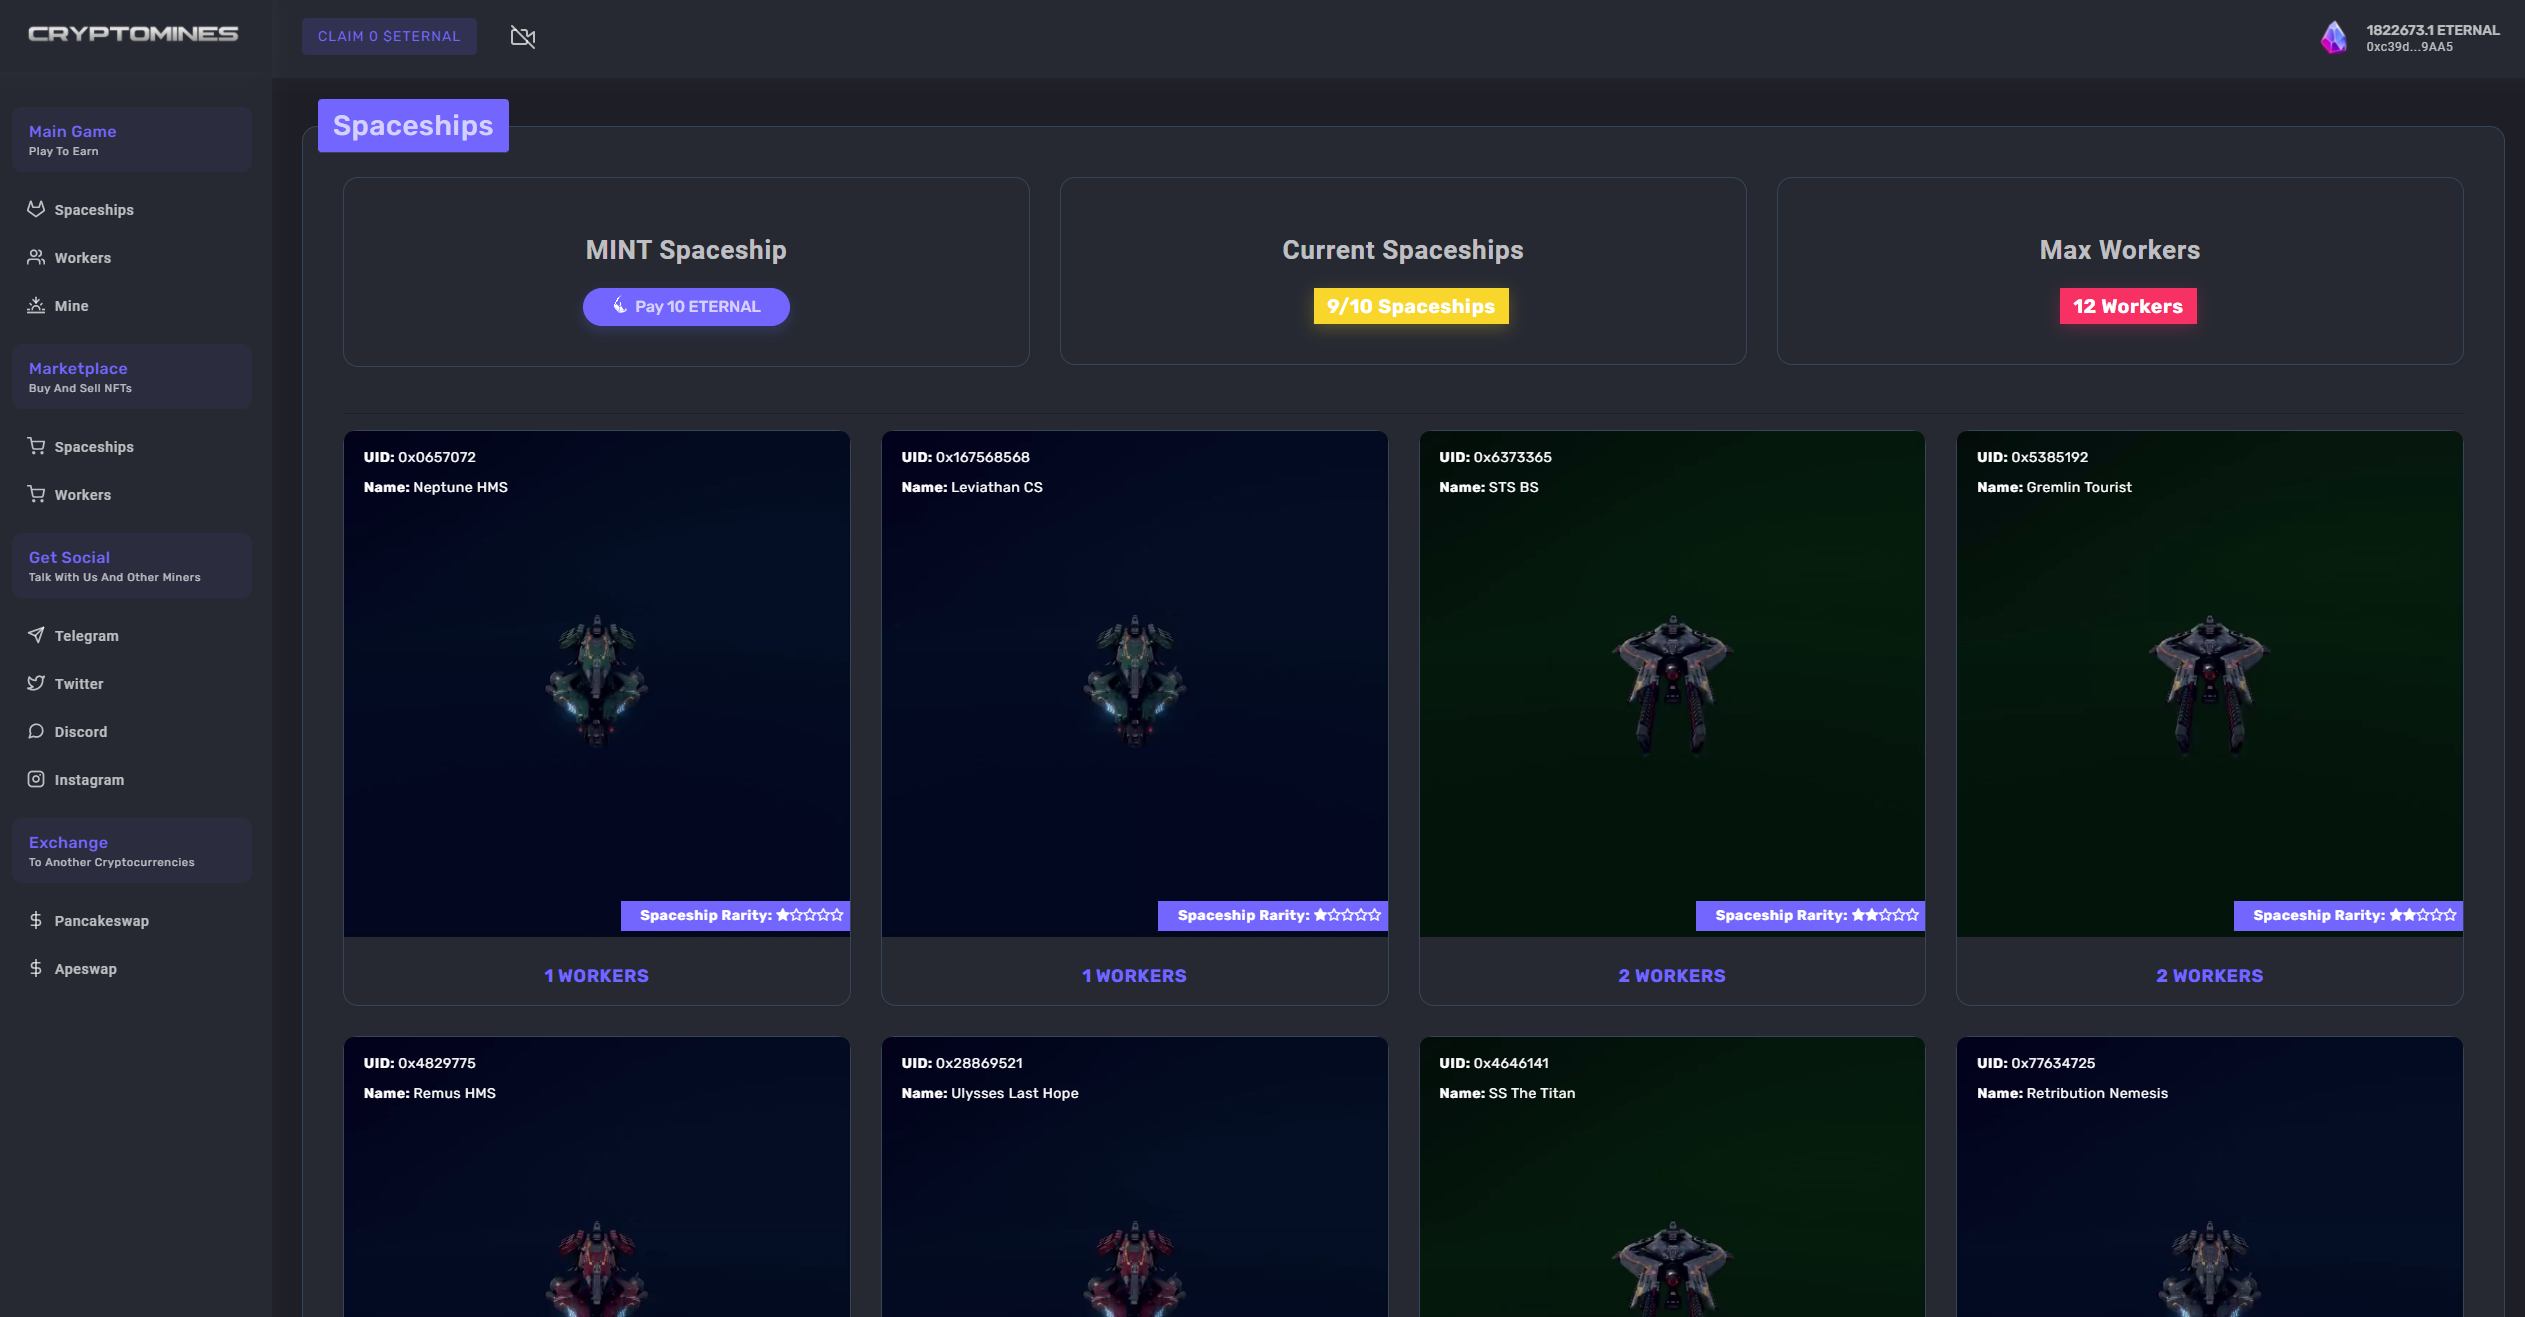 CRYPTOMINES
CLAIM 0 $ETERNAL
1822673.1 ETERNAL
0xc39d...9AA5
Main Game
Play To Earn
Spaceships
Workers
Mine
Marketplace
Buy And Sell NFTs
Spaceships
Workers
Get Social
Talk With Us And Other Miners
Telegram
Twitter
Discord
Instagram
Exchange
To Another Cryptocurrencies
Pancakeswap
Apeswap
Spaceships
MINT Spaceship
Pay 10 ETERNAL
Current Spaceships
9/10 Spaceships
Max Workers
12 Workers
UID: 0x0657072
Name: Neptune HMS
Spaceship Rarity:
1 WORKERS
UID: 0x167568568
Name: Leviathan CS
Spaceship Rarity:
1 WORKERS
UID: 0x6373365
Name: STS BS
Spaceship Rarity:
2 WORKERS
UID: 0x5385192
Name: Gremlin Tourist
Spaceship Rarity:
2 WORKERS
UID: 0x4829775
Name: Remus HMS
UID: 0x28869521
Name: Ulysses Last Hope
UID: 0x4646141
Name: SS The Titan
UID: 0x77634725
Name: Retribution Nemesis